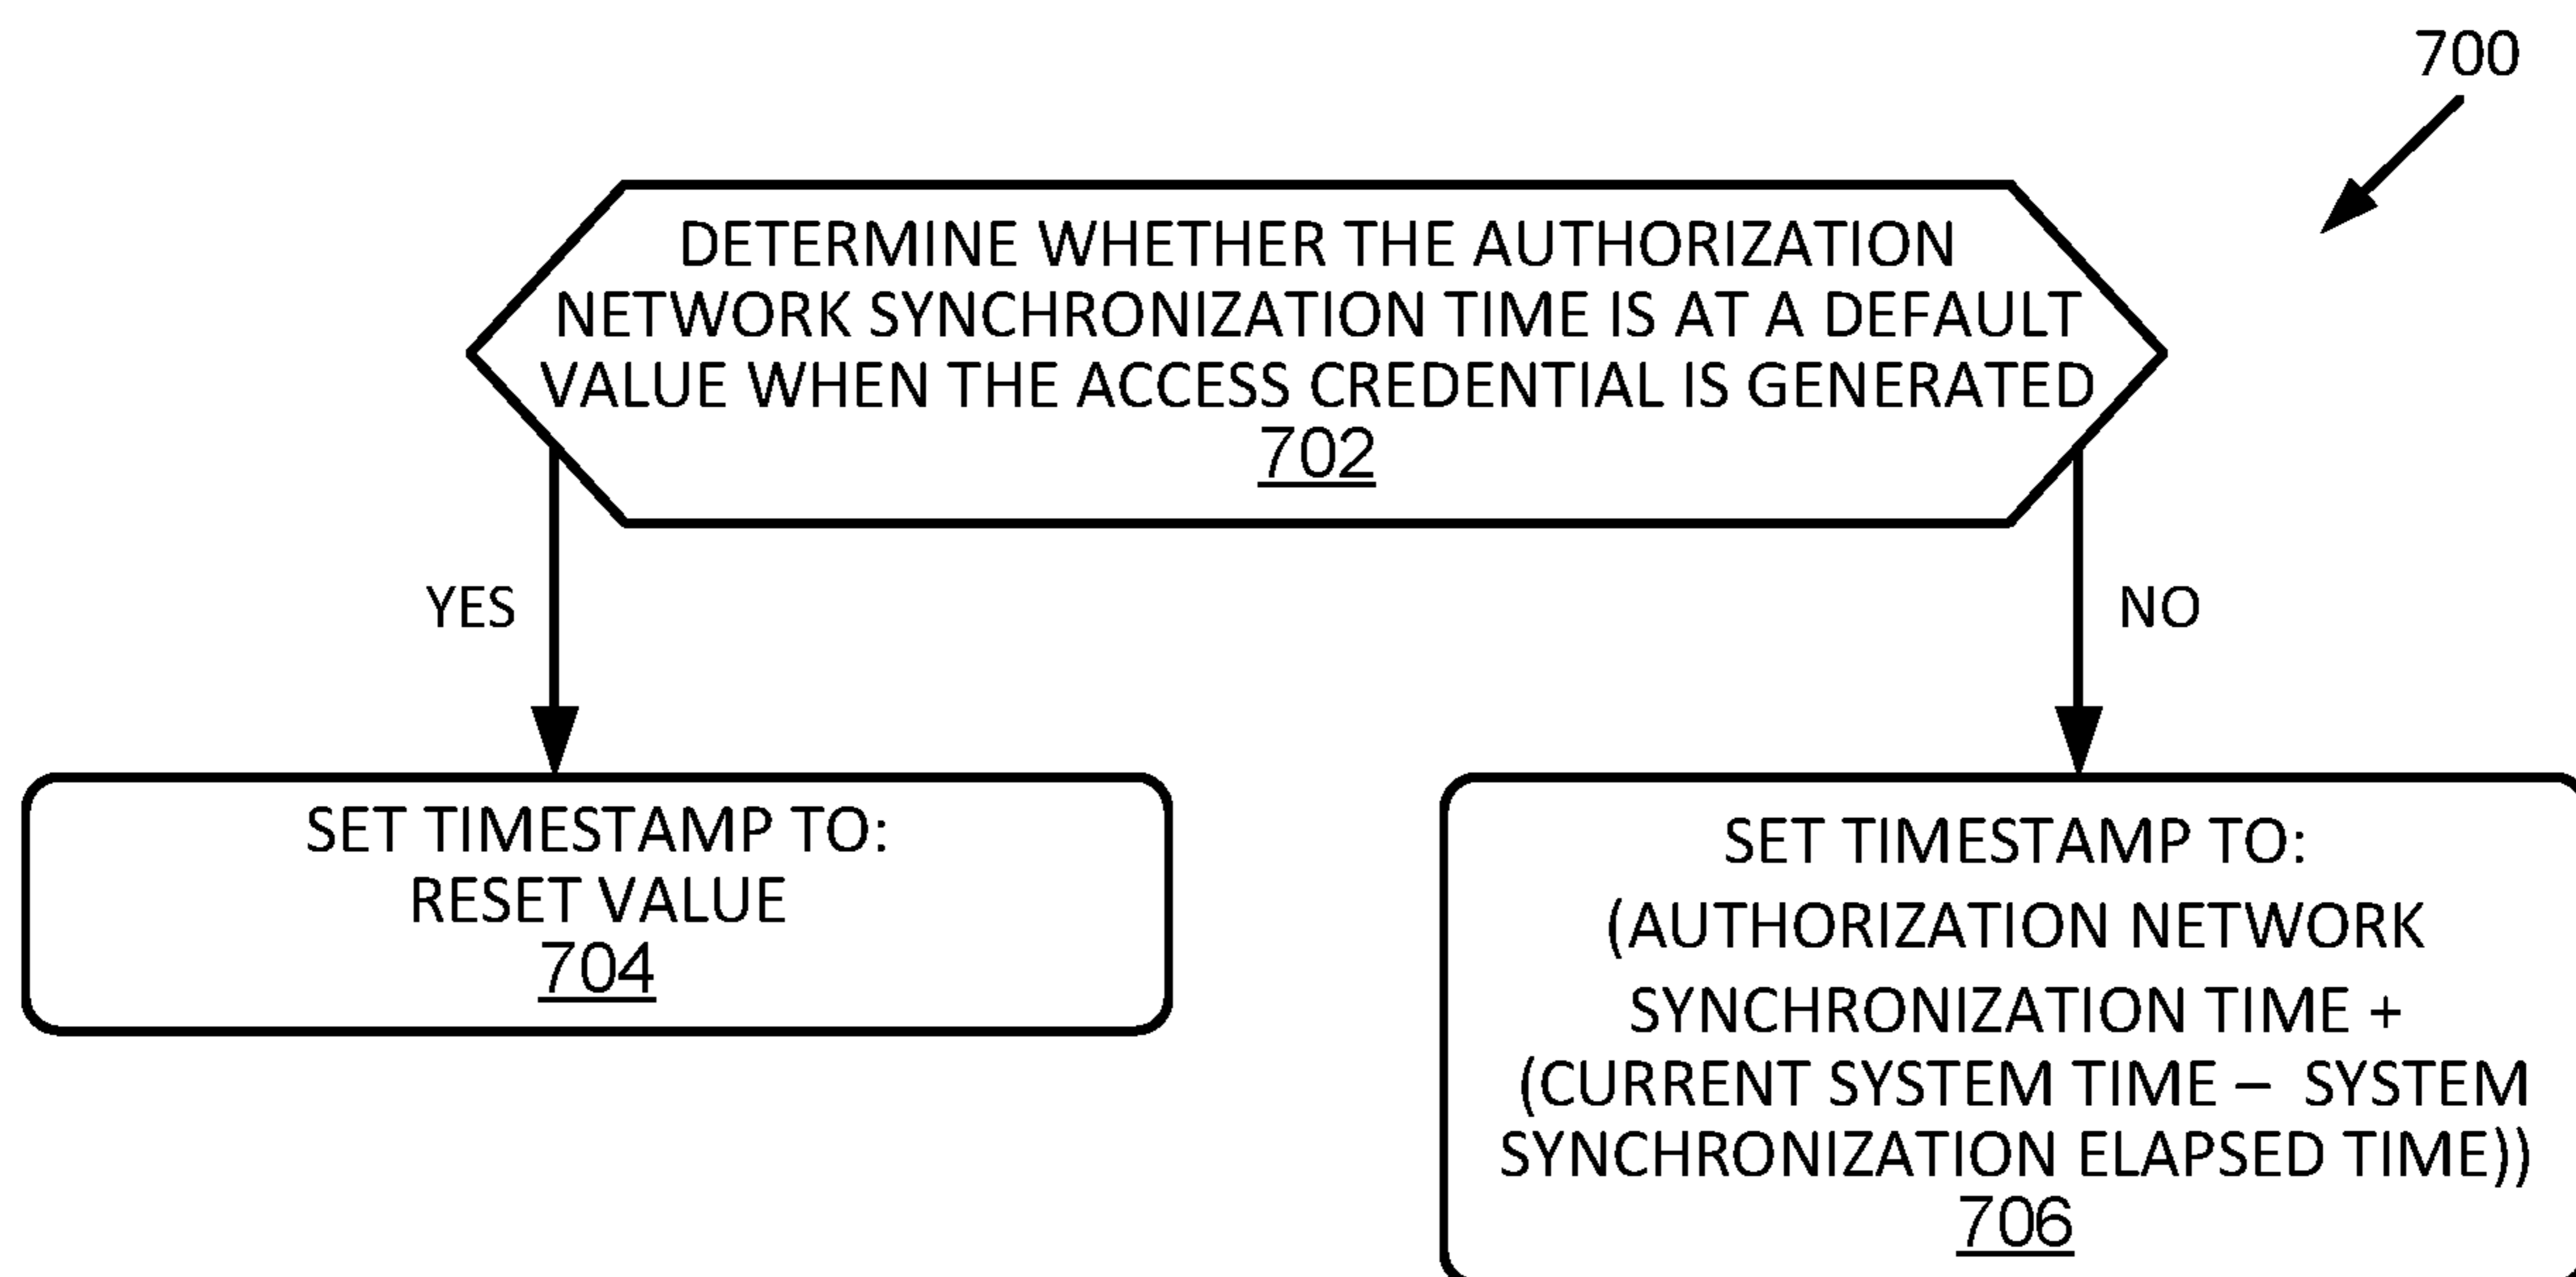 700
DETERMINE WHETHER THE AUTHORIZATION
NETWORK SYNCHRONIZATION TIME IS AT A DEFAULT
VALUE WHEN THE ACCESS CREDENTIAL IS GENERATED
702
YES
NO
SET TIMESTAMP TO:
RESET VALUE
704
SET TIMESTAMP TO:
(AUTHORIZATION NETWORK
SYNCHRONIZATION TIME +
(CURRENT SYSTEM TIME – SYSTEM
SYNCHRONIZATION ELAPSED TIME))
706